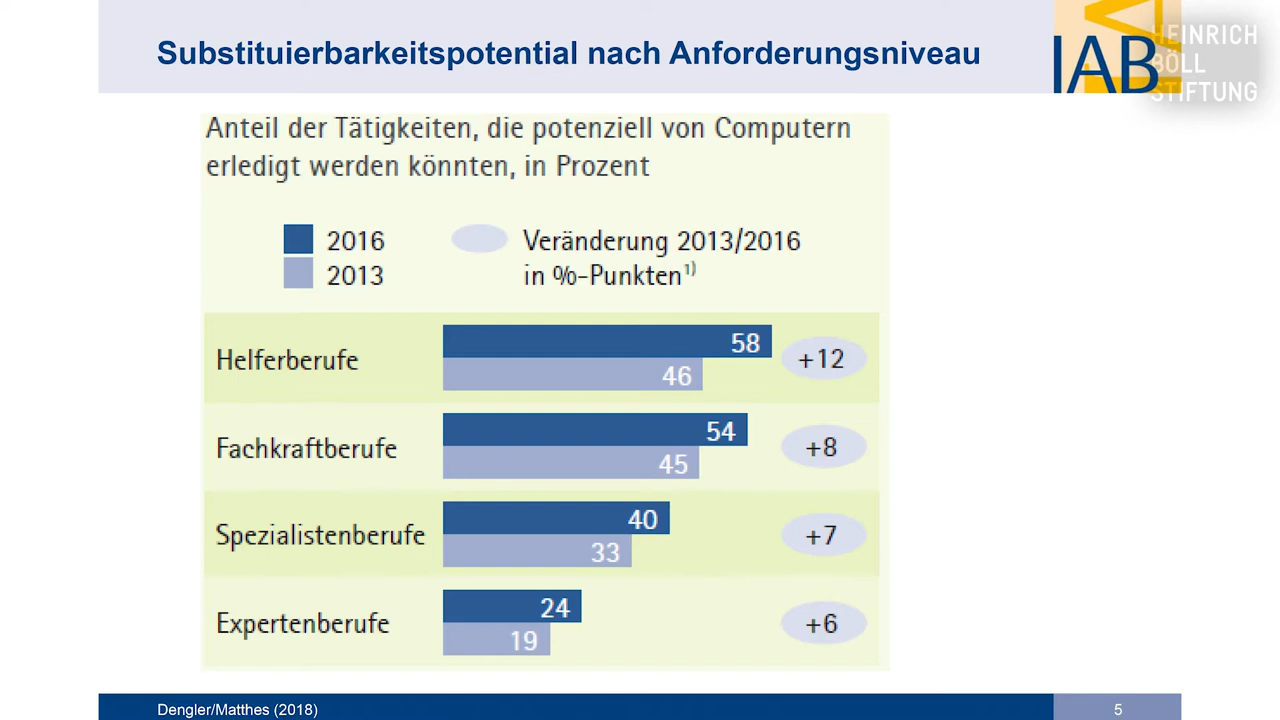 Substituierbarkeitspotential nach Anforderungsniveau
IAB
HEINRICH
BÖLL
STIFTUNG
Anteil der Tätigkeiten, die potenziell von Computern
erledigt werden könnten, in Prozent
2016
2013
Veränderung 2013/2016
in %-Punkten¹⁾
Helferberufe
58
46
+12
Fachkraftberufe
54
45
+8
Spezialistenberufe
40
33
+7
Expertenberufe
24
19
+6
Dengler/Matthes (2018)
5